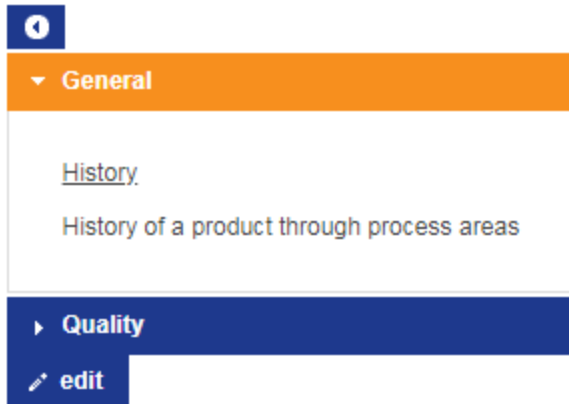 General
History
History of a product through process areas
Quality
edit